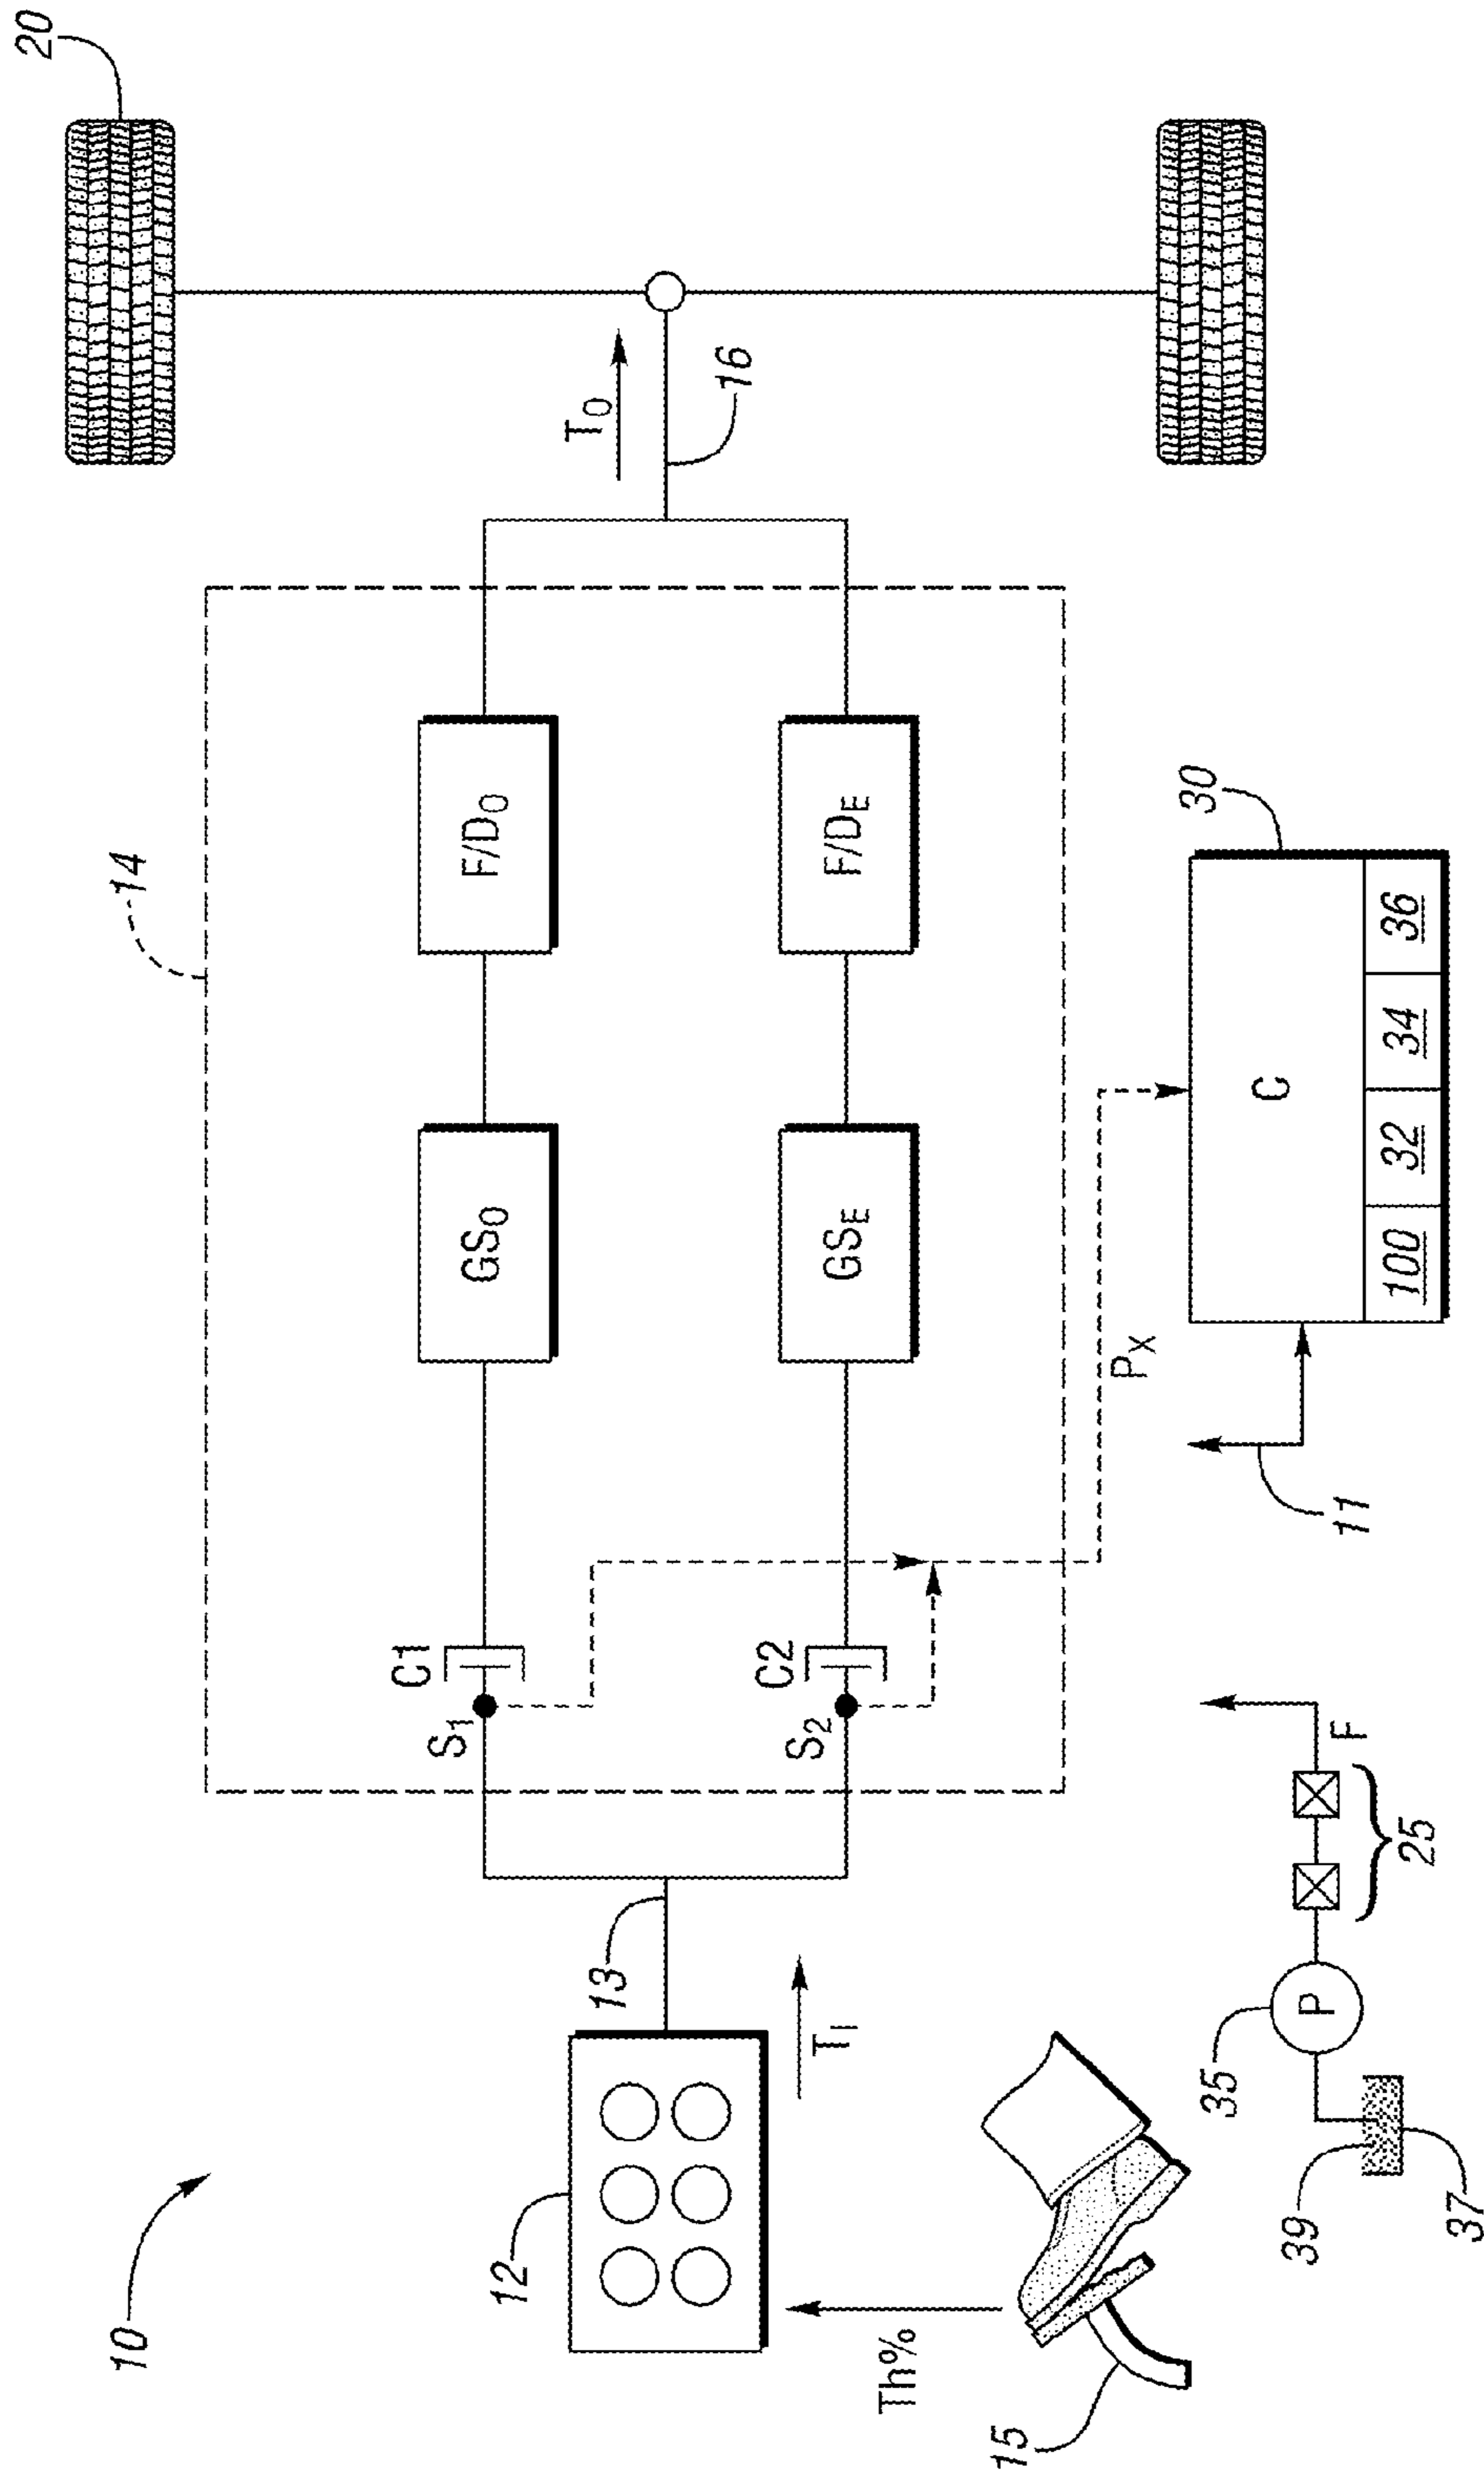 10
12
13
T_I
Th%
15
14
C1
S_1
C2
S_2
GS_O
F/D_O
GS_E
F/D_E
T_O
16
20
P_X
11
C
30
100 32 34 36
F
25
P
35
39
37